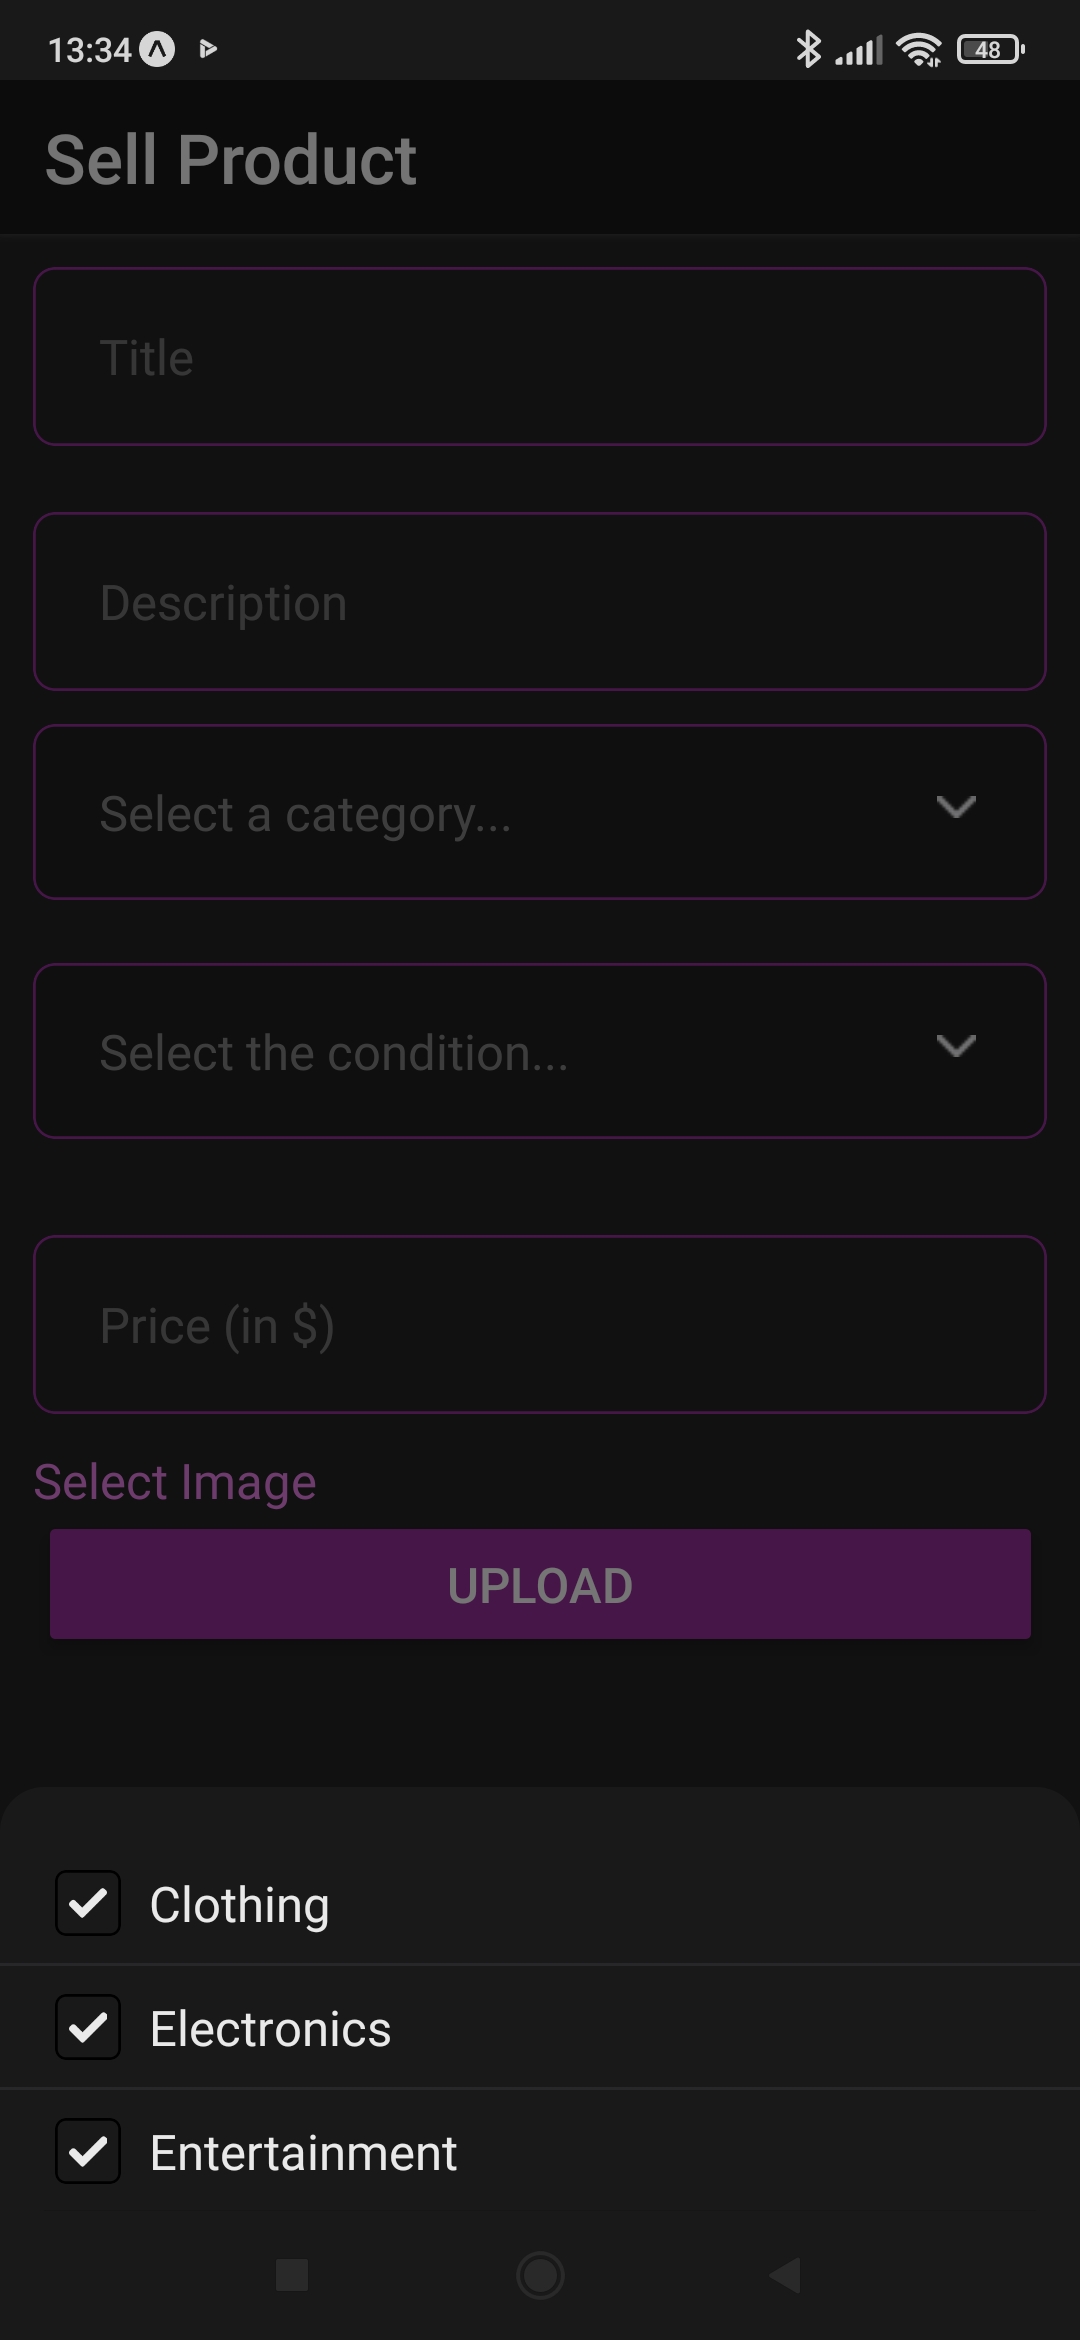 13:34
48
Sell Product
Title
Description
Select a category...
Select the condition...
Price (in $)
Select Image
UPLOAD
Clothing
Electronics
Entertainment